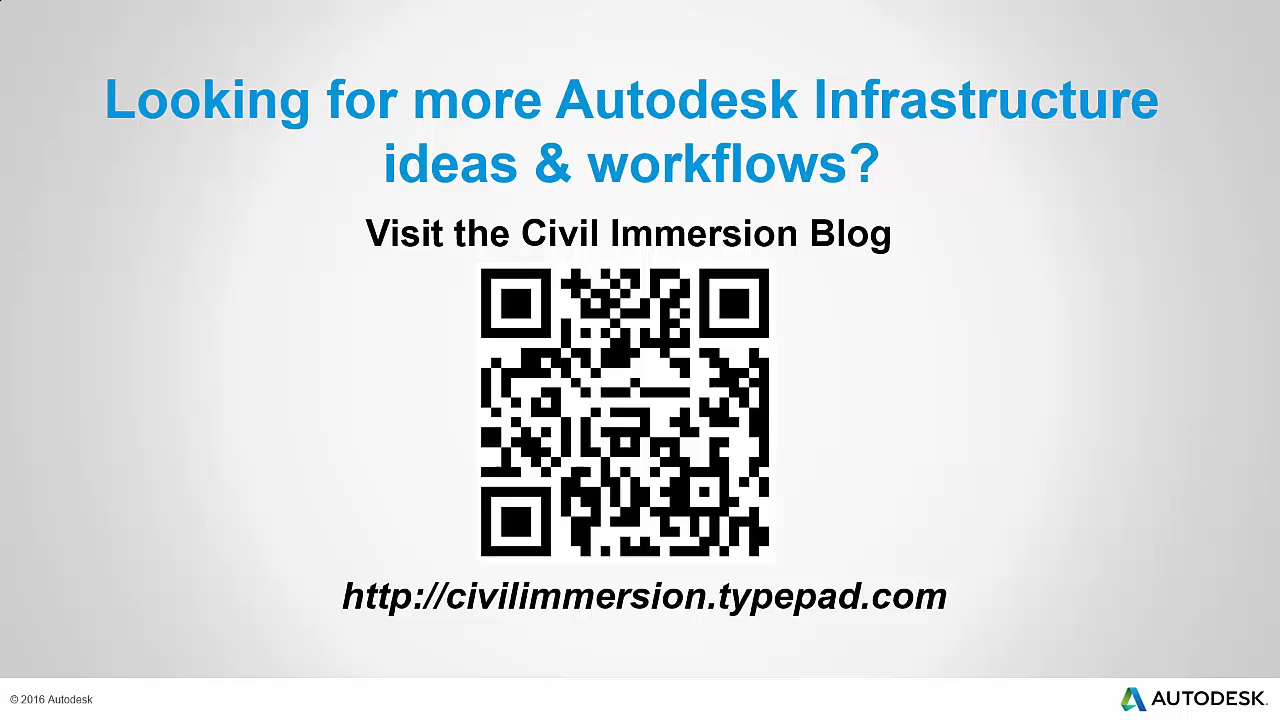 Looking for more Autodesk Infrastructure
ideas & workflows?
Visit the Civil Immersion Blog
http://civilimmersion.typepad.com
© 2016 Autodesk
AUTODESK.